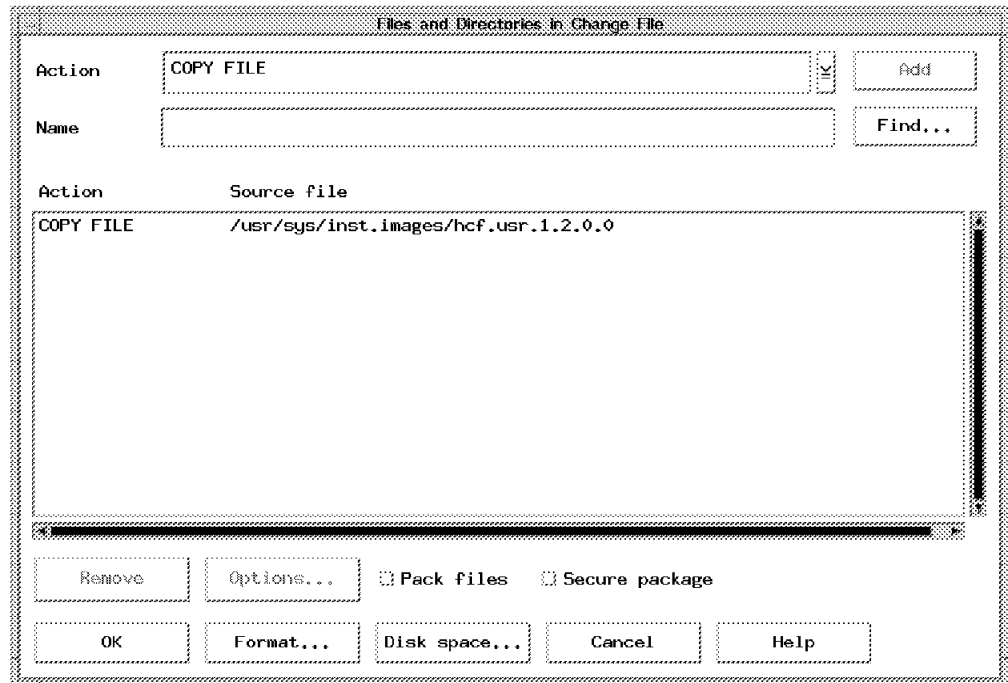 Files and Directories in Change File
Action COPY FILE Add
Name Find...
Action Source file
COPY FILE /usr/sys/inst.images/hcf.usr.1.2.0.0
Remove Options... Pack files Secure package
OK Format... Disk space... Cancel Help